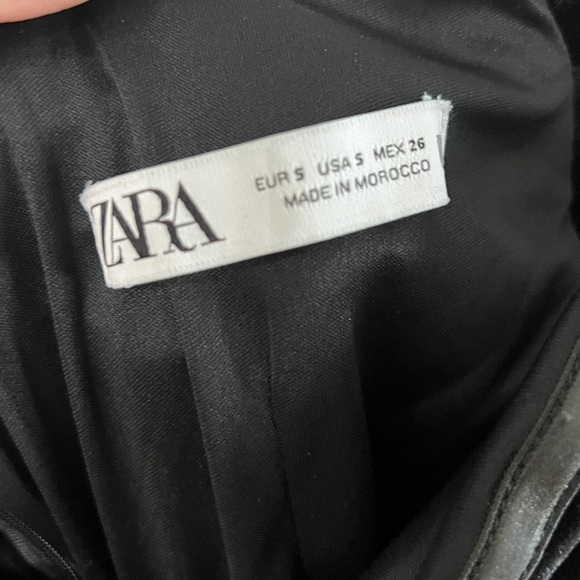 ZARA
EUR S USA S MEX 26
MADE IN MOROCCO